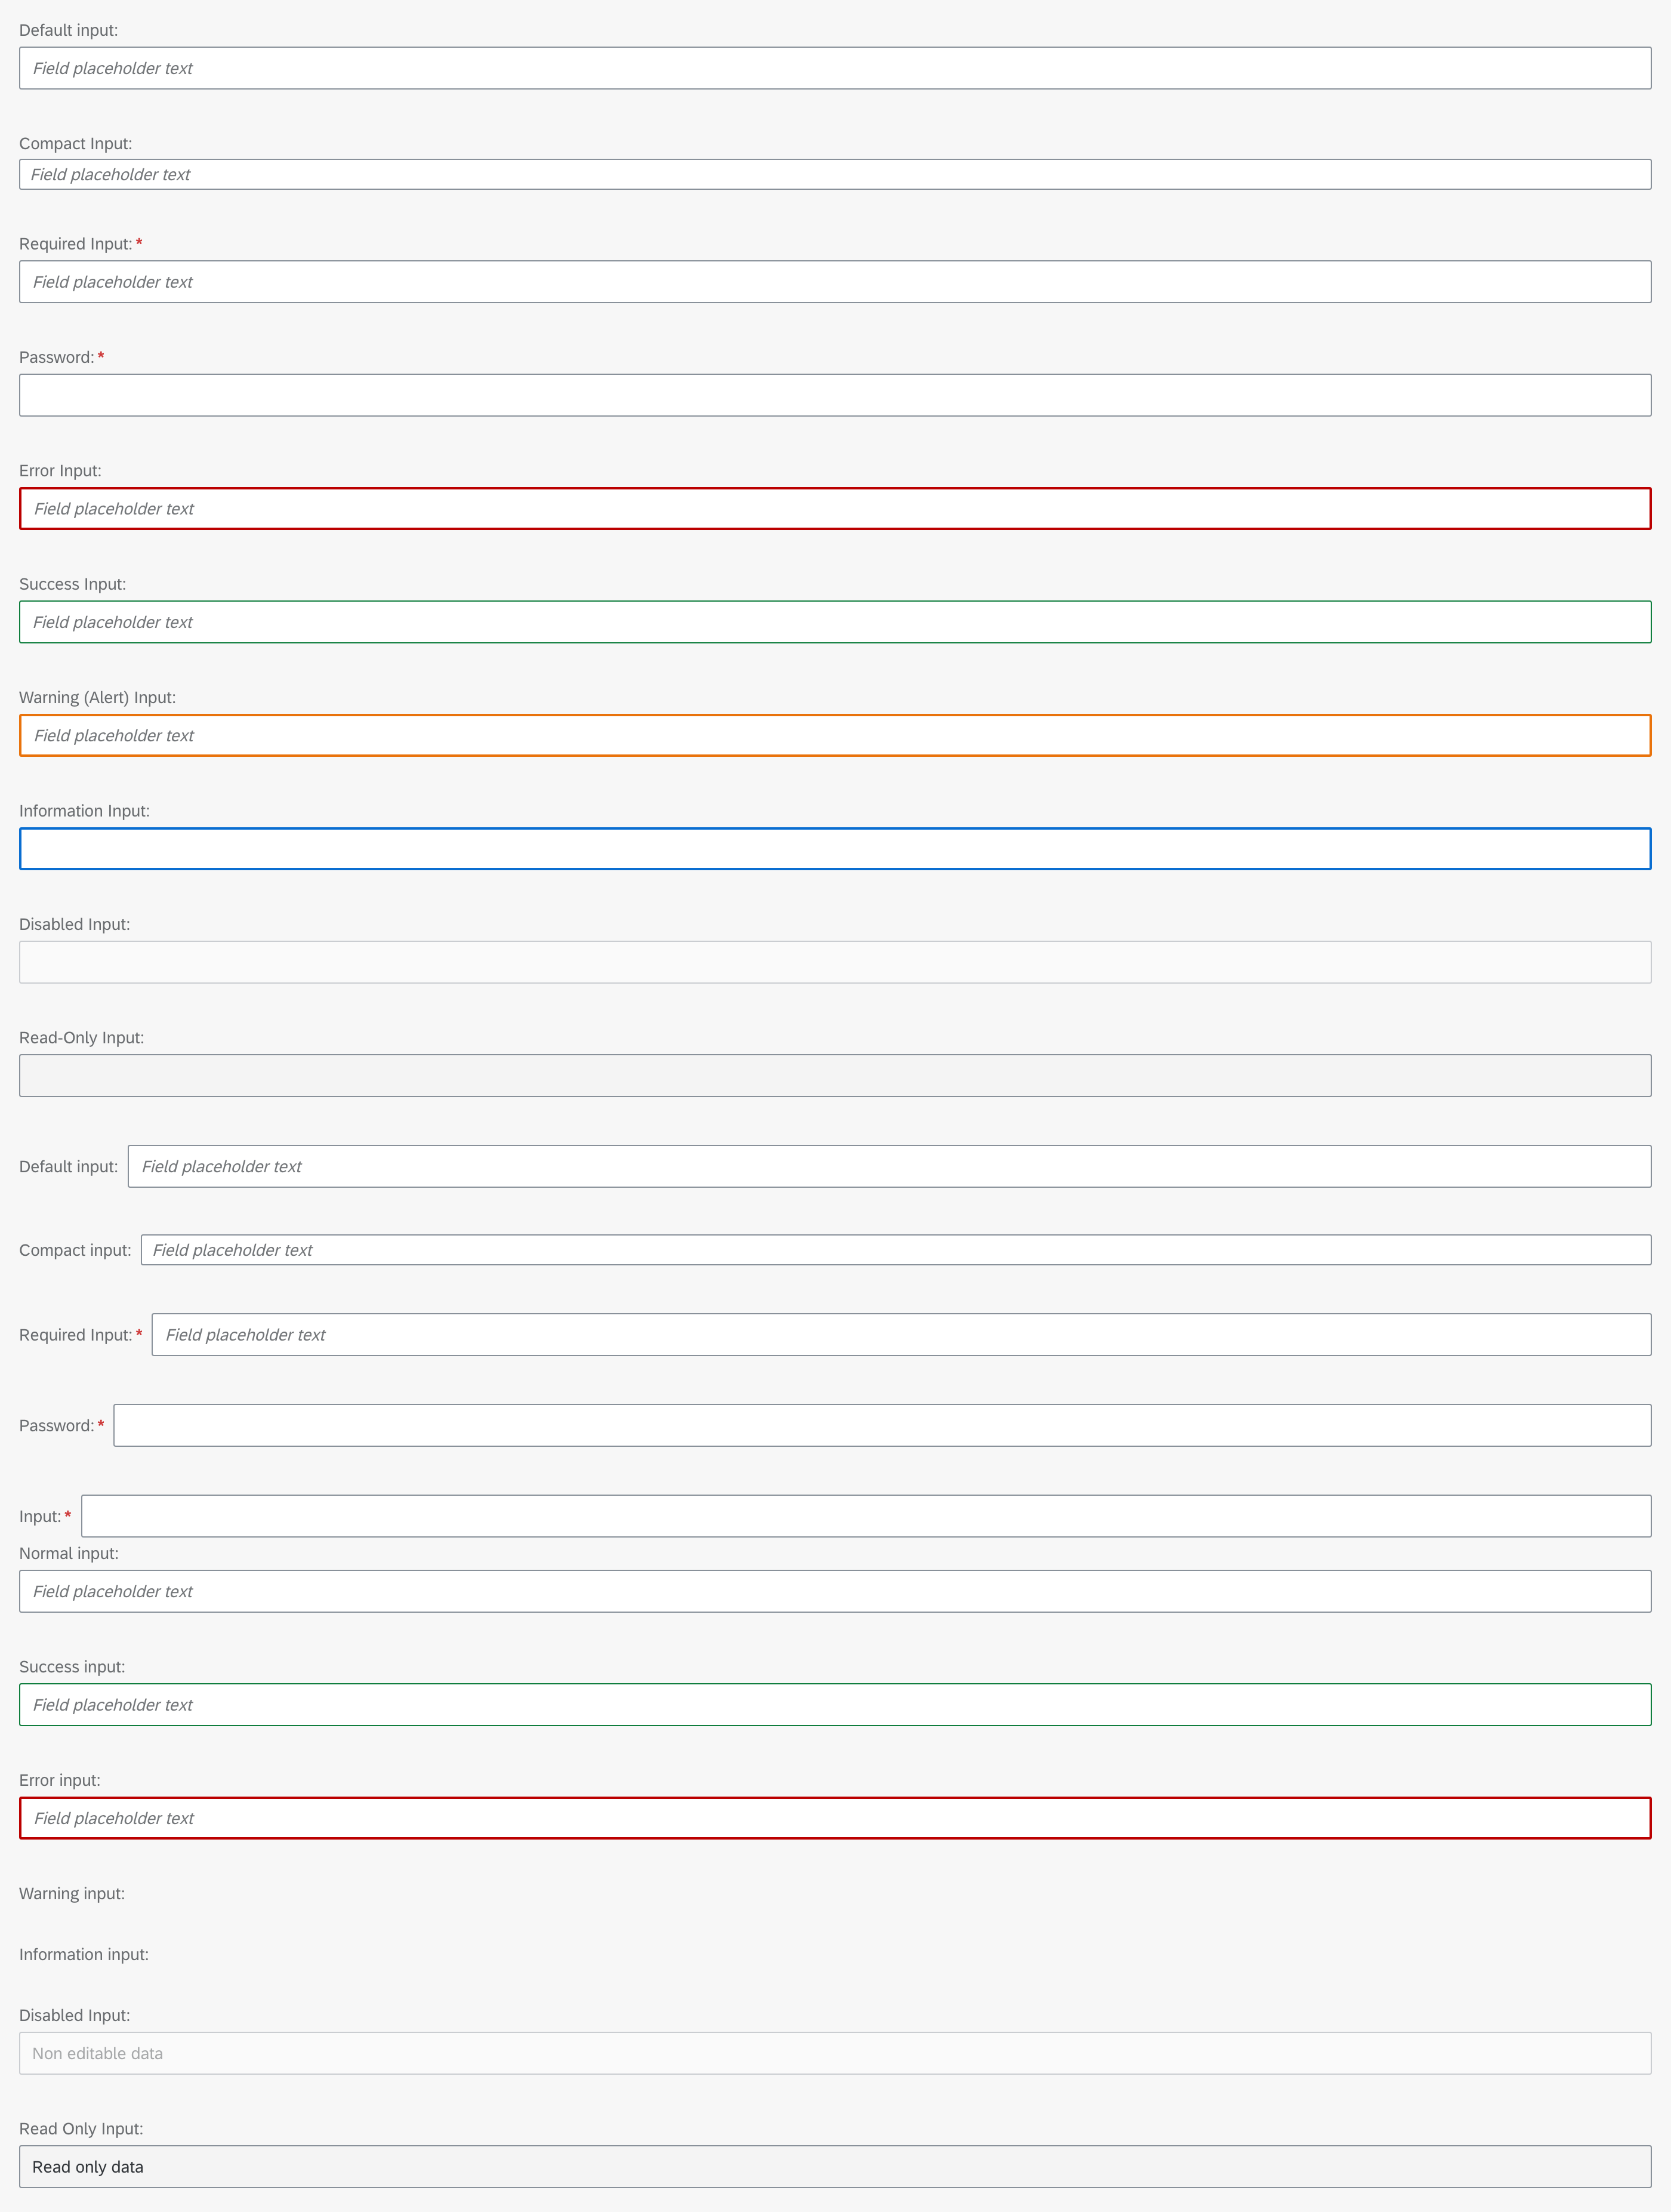 Default input:
Field placeholder text
Compact Input:
Field placeholder text
Required Input:*
Field placeholder text
Password:*
Error Input:
Field placeholder text
Success Input:
Field placeholder text
Warning (Alert) Input:
Field placeholder text
Information Input:
Disabled Input:
Read-Only Input:
Default input: Field placeholder text
Compact input: Field placeholder text
Required Input:* Field placeholder text
Password:*
Input:*
Normal input:
Field placeholder text
Success input:
Field placeholder text
Error input:
Field placeholder text
Warning input:
Information input:
Disabled Input:
Non editable data
Read Only Input:
Read only data